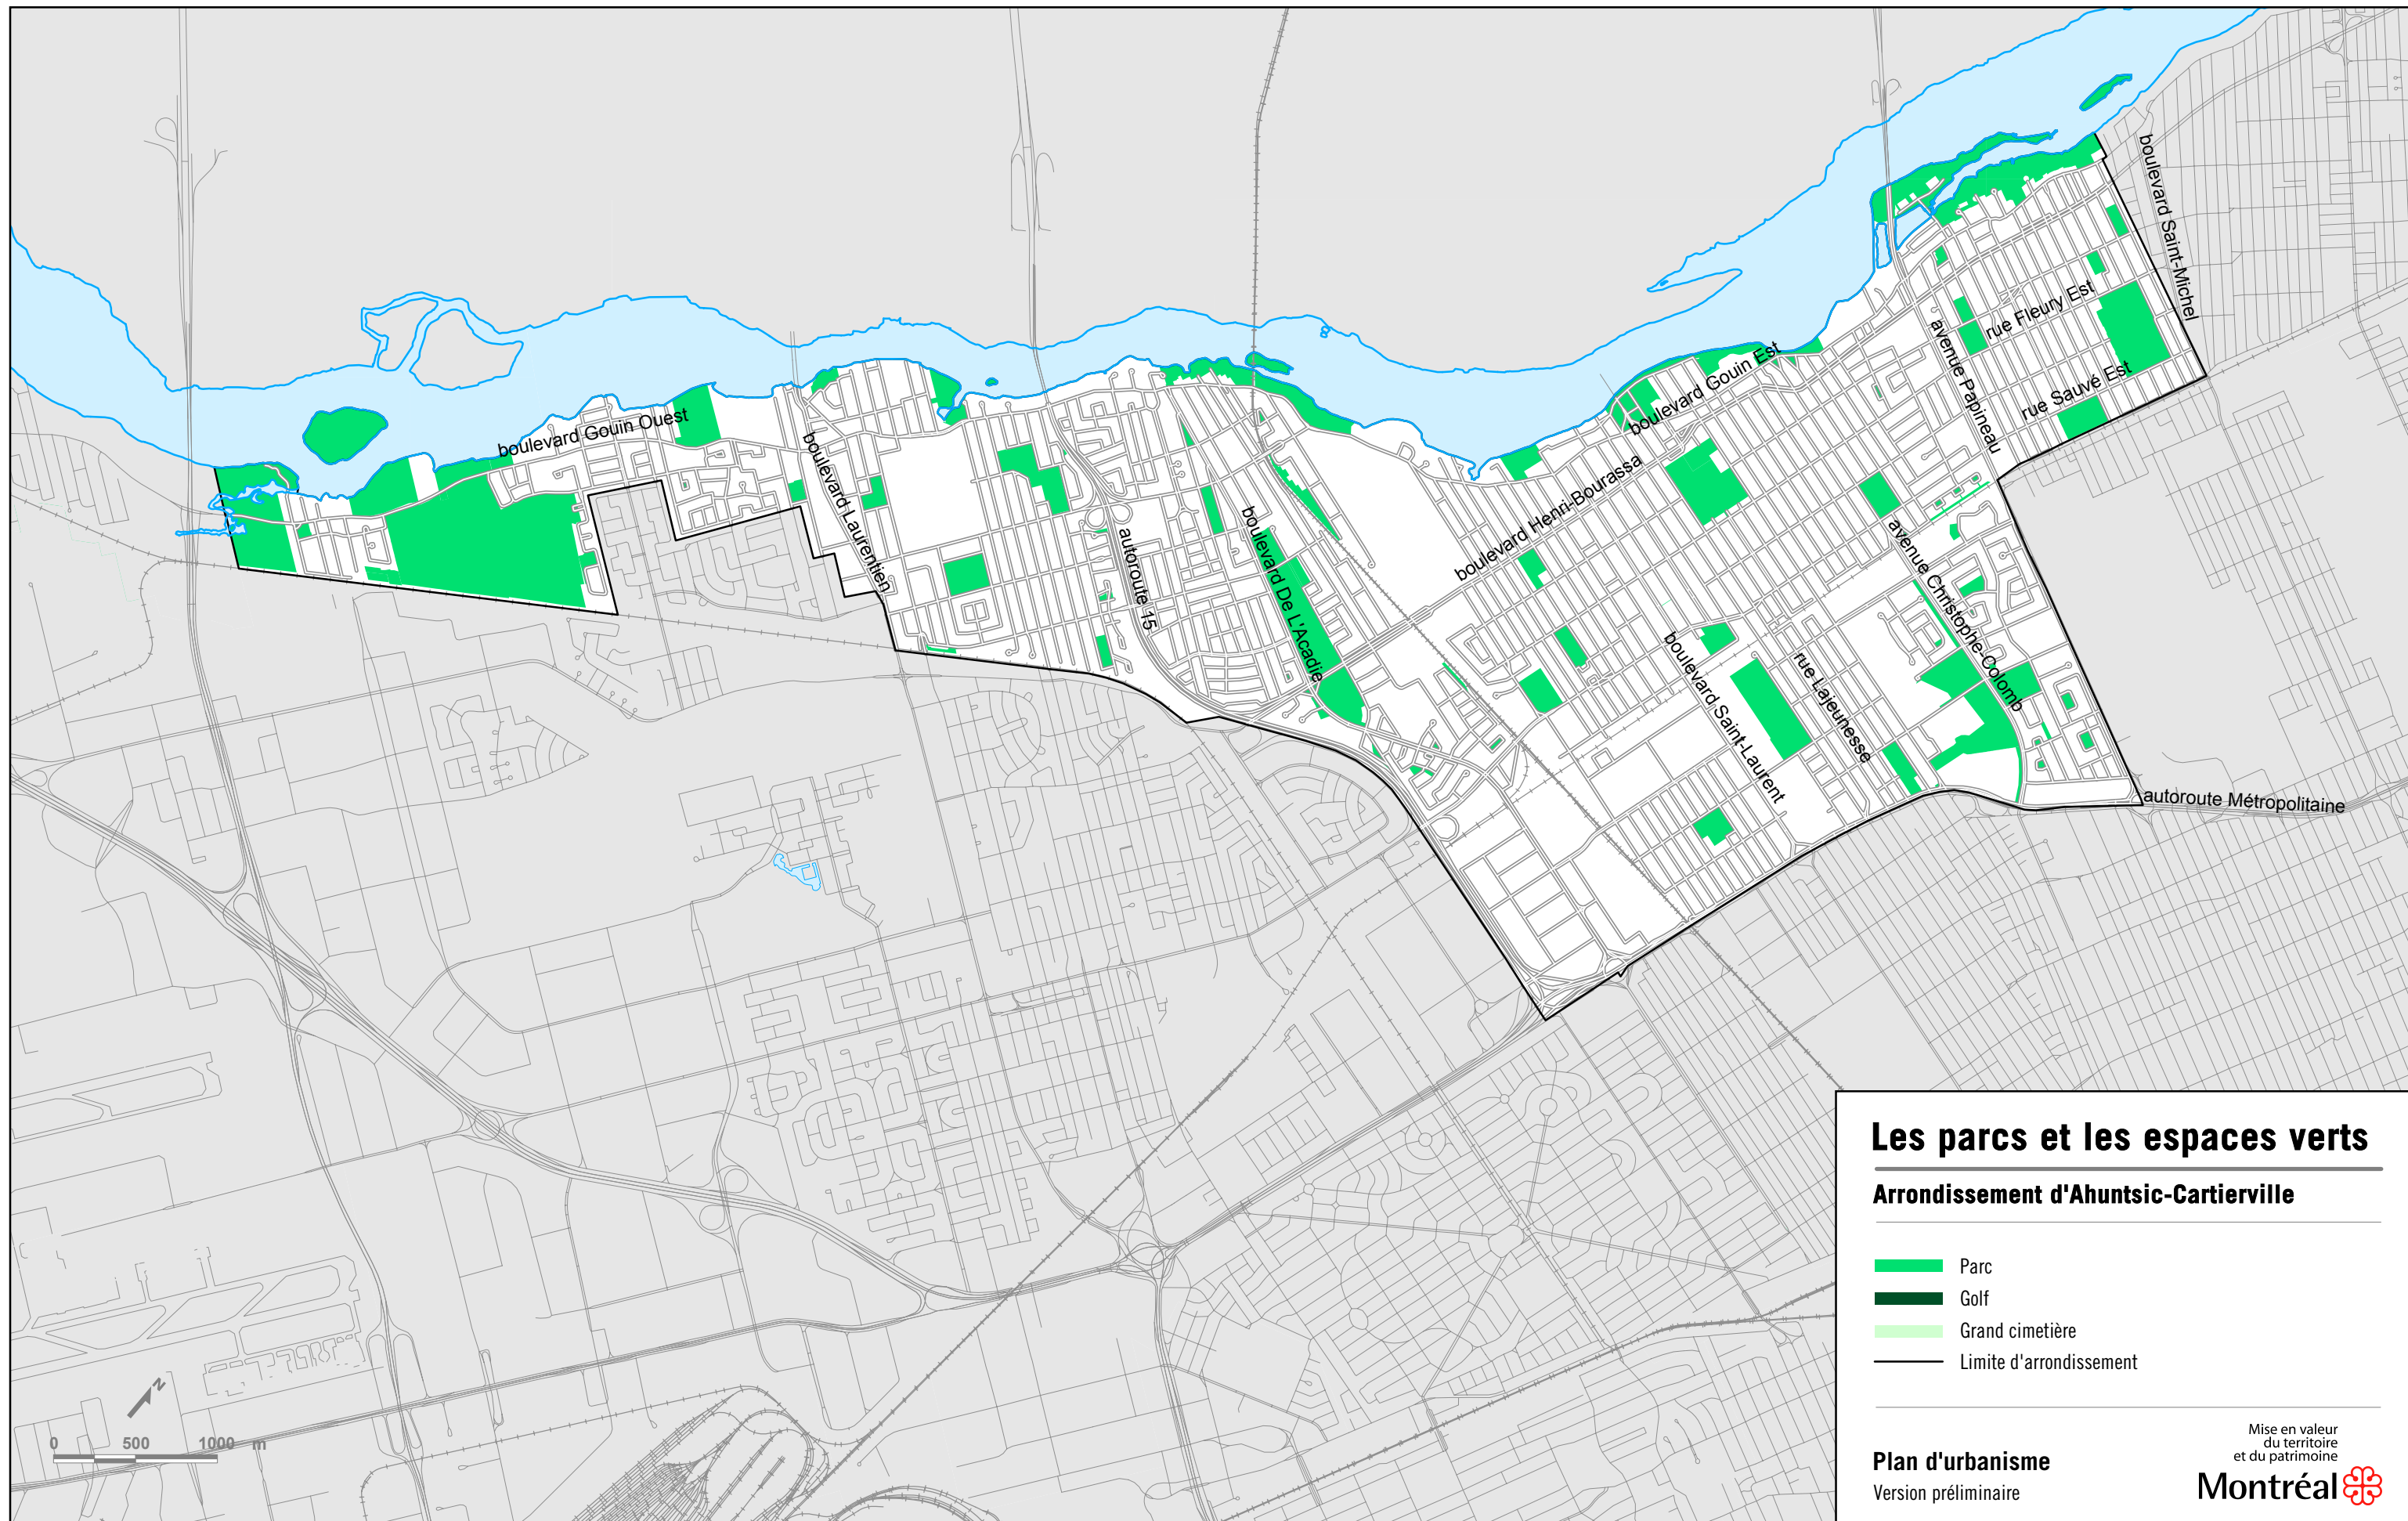 boulevard Saint-Michel
rue Fleury Est
avenue Papineau
rue Sauvé Est
boulevard Gouin Est
boulevard Gouin Ouest
boulevard Laurentien
boulevard Henri-Bourassa
autoroute 15
boulevard De L'Acadie
avenue Christophe-Colomb
boulevard Saint-Laurent
rue Lajeunesse
autoroute Métropolitaine
Les parcs et les espaces verts
Arrondissement d'Ahuntsic-Cartierville
Parc
Golf
Grand cimetière
Limite d'arrondissement
N
0 500 1000 m
Plan d'urbanisme
Version préliminaire
Mise en valeur
du territoire
et du patrimoine
Montréal